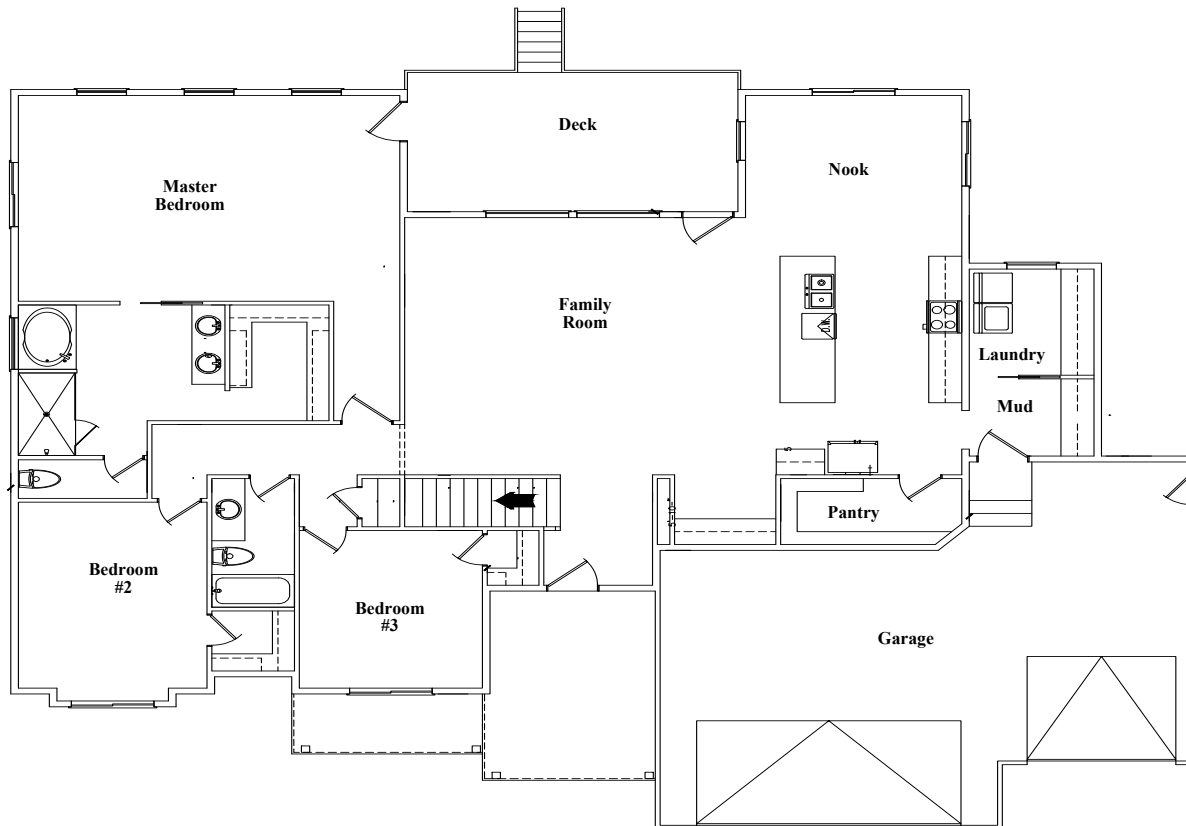 Deck
Nook
Master
Bedroom
Family
Room
Laundry
Mud
Pantry
Bedroom
#2
Bedroom
#3
Garage